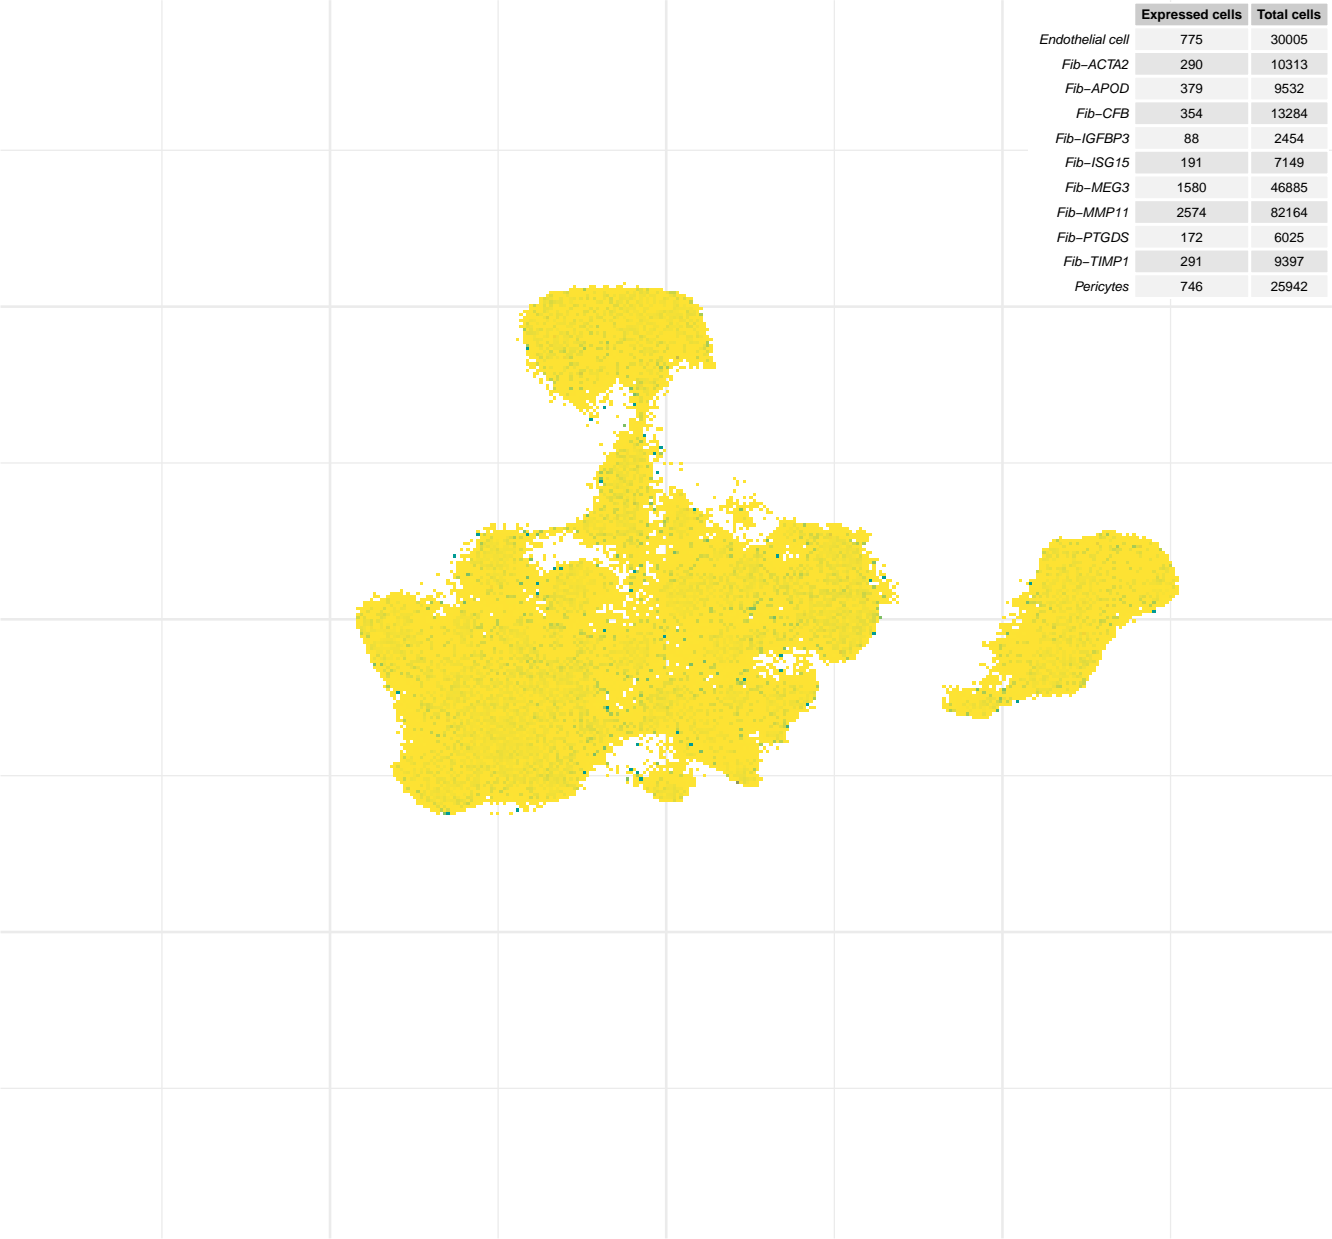 Expressed cells Total cells
Endothelial cell 775 30005
Fib−ACTA2 290 10313
Fib−APOD 379 9532
Fib−CFB 354 13284
Fib−IGFBP3 88 2454
Fib−ISG15 191 7149
Fib−MEG3 1580 46885
Fib−MMP11 2574 82164
Fib−PTGDS 172 6025
Fib−TIMP1 291 9397
Pericytes 746 25942